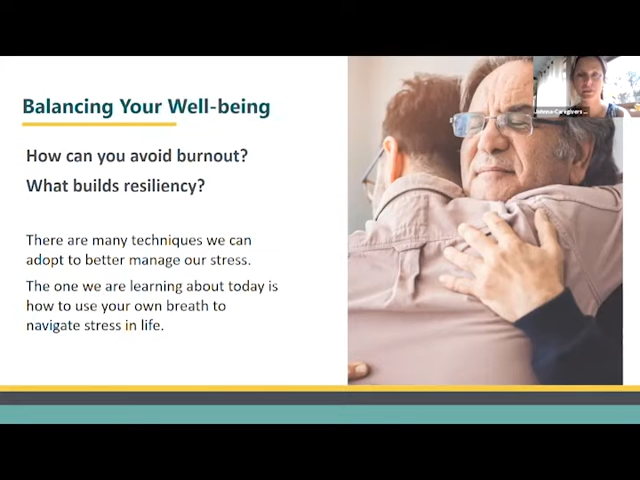 Balancing Your Well-being
How can you avoid burnout?
What builds resiliency?
There are many techniques we can
adopt to better manage our stress.
The one we are learning about today is
how to use your own breath to
navigate stress in life.